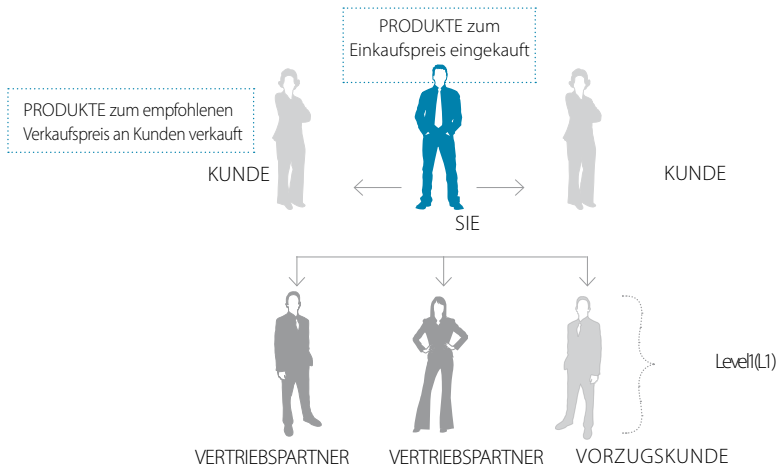 PRODUKTE zum
Einkaufspreis eingekauft
PRODUKTE zum empfohlenen
Verkaufspreis an Kunden verkauft
KUNDE
KUNDE
SIE
Level1(L1)
VERTRIEBSPARTNER
VERTRIEBSPARTNER
VORZUGSKUNDE